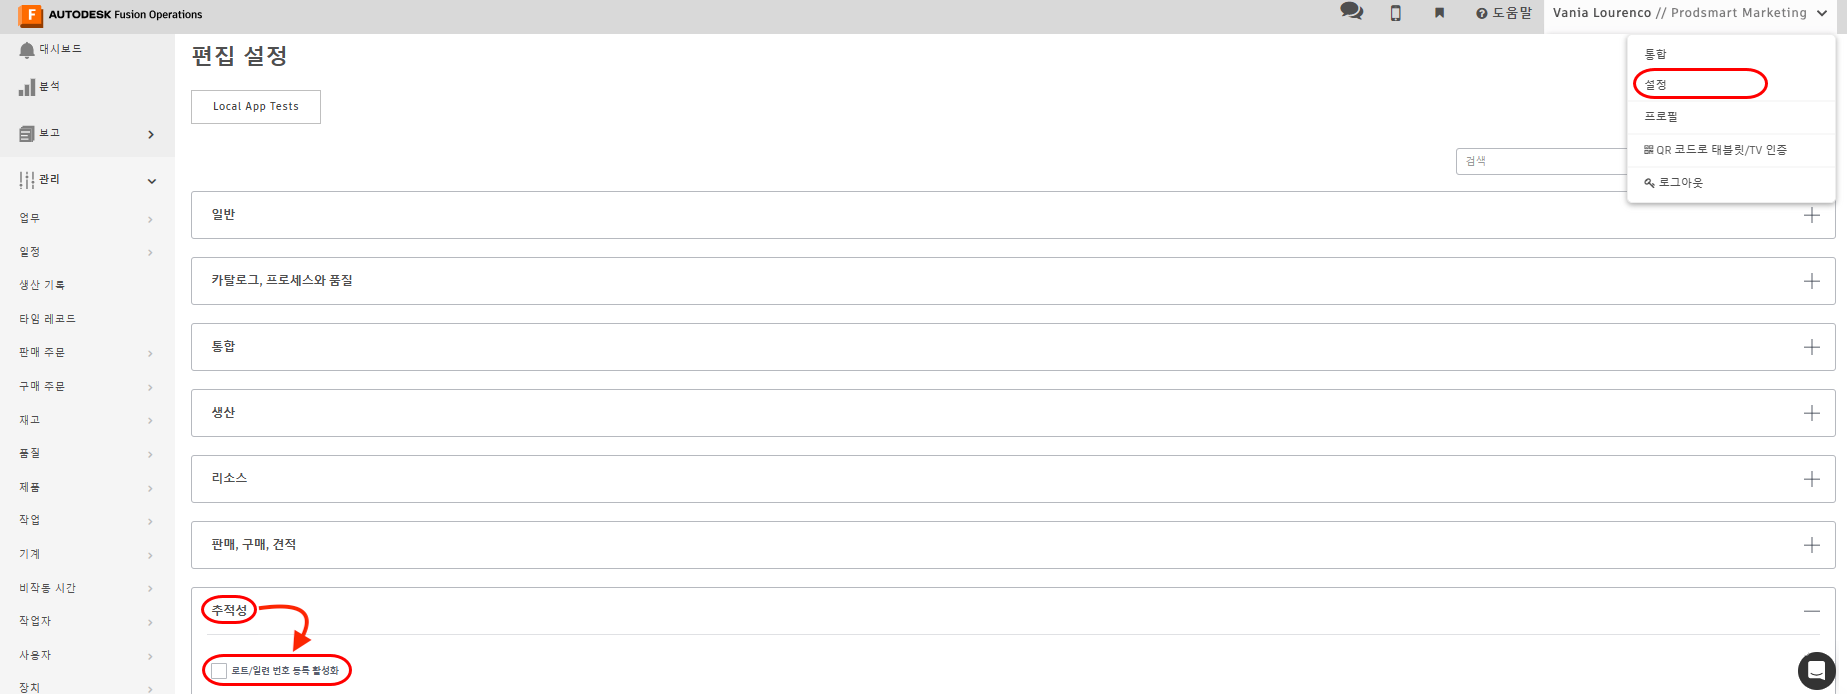 F AUTODESK Fusion Operations
도움말
Vania Lourenco // Prodsmart Marketing
대시보드
분석
보고
관리
업무
일정
생산 기록
타임 레코드
판매 주문
구매 주문
재고
품질
제품
작업
기계
비작동 시간
작업자
사용자
장치
편집 설정
Local App Tests
검색
통합
설정
프로필
QR 코드로 태블릿/TV 인증
로그아웃
일반
카탈로그, 프로세스와 품질
통합
생산
리소스
판매, 구매, 견적
추적성
로트/일련 번호 등록 활성화